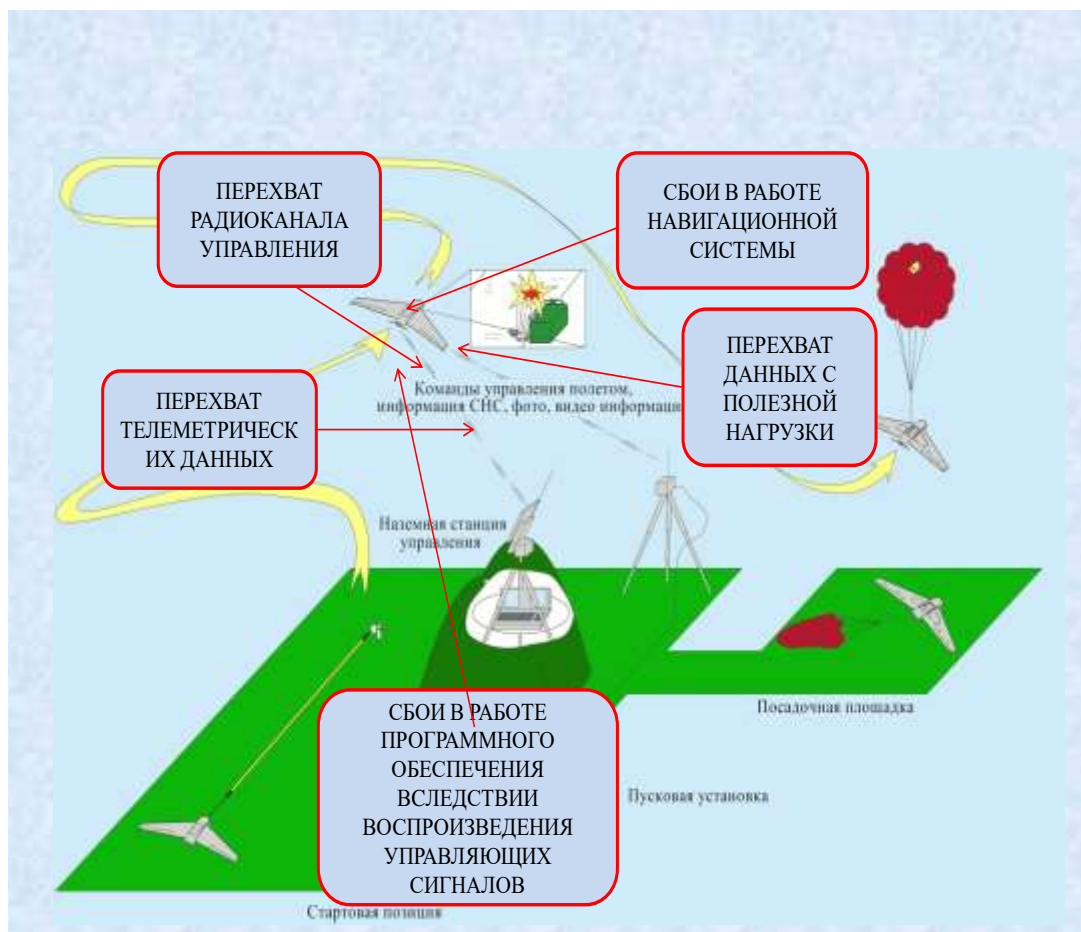 ПЕРЕХВАТ
РАДИОКАНАЛА
УПРАВЛЕНИЯ
СБОИ В РАБОТЕ
НАВИГАЦИОННОЙ
СИСТЕМЫ
ПЕРЕХВАТ
ДАННЫХ С
ПОЛЕЗНОЙ
НАГРУЗКИ
ПЕРЕХВАТ
ТЕЛЕМЕТРИЧЕСК
ИХ ДАННЫХ
Команды управления полетом,
информация СНС, фото, видео информаци
Наземная станция
управления
СБОИ В РАБОТЕ
ПРОГРАММНОГО
ОБЕСПЕЧЕНИЯ
ВСЛЕДСТВИИ
ВОСПРОИЗВЕДЕНИЯ
УПРАВЛЯЮЩИХ
СИГНАЛОВ
Посадочная площадка
Пусковая установка
Стартовая позиция